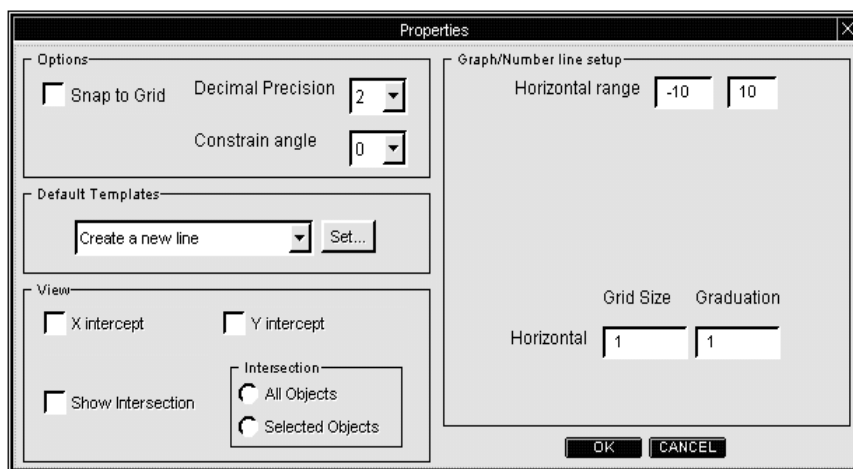 Properties
Options
Snap to Grid
Decimal Precision
2
Constrain angle
0
Default Templates
Create a new line
Set...
View
X intercept
Y intercept
Show Intersection
Intersection
All Objects
Selected Objects
Graph/Number line setup
Horizontal range
-10
10
Grid Size
Graduation
Horizontal
1
1
OK
CANCEL